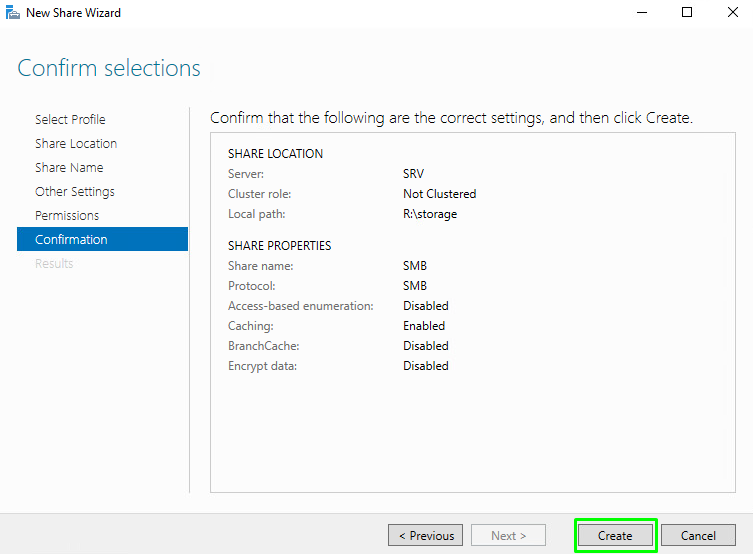 New Share Wizard
Confirm selections
Select Profile
Share Location
Share Name
Other Settings
Permissions
Confirmation
Results
Confirm that the following are the correct settings, and then click Create.
SHARE LOCATION
Server: SRV
Cluster role: Not Clustered
Local path: R:\storage
SHARE PROPERTIES
Share name: SMB
Protocol: SMB
Access-based enumeration: Disabled
Caching: Enabled
BranchCache: Disabled
Encrypt data: Disabled
< Previous Next > Create Cancel